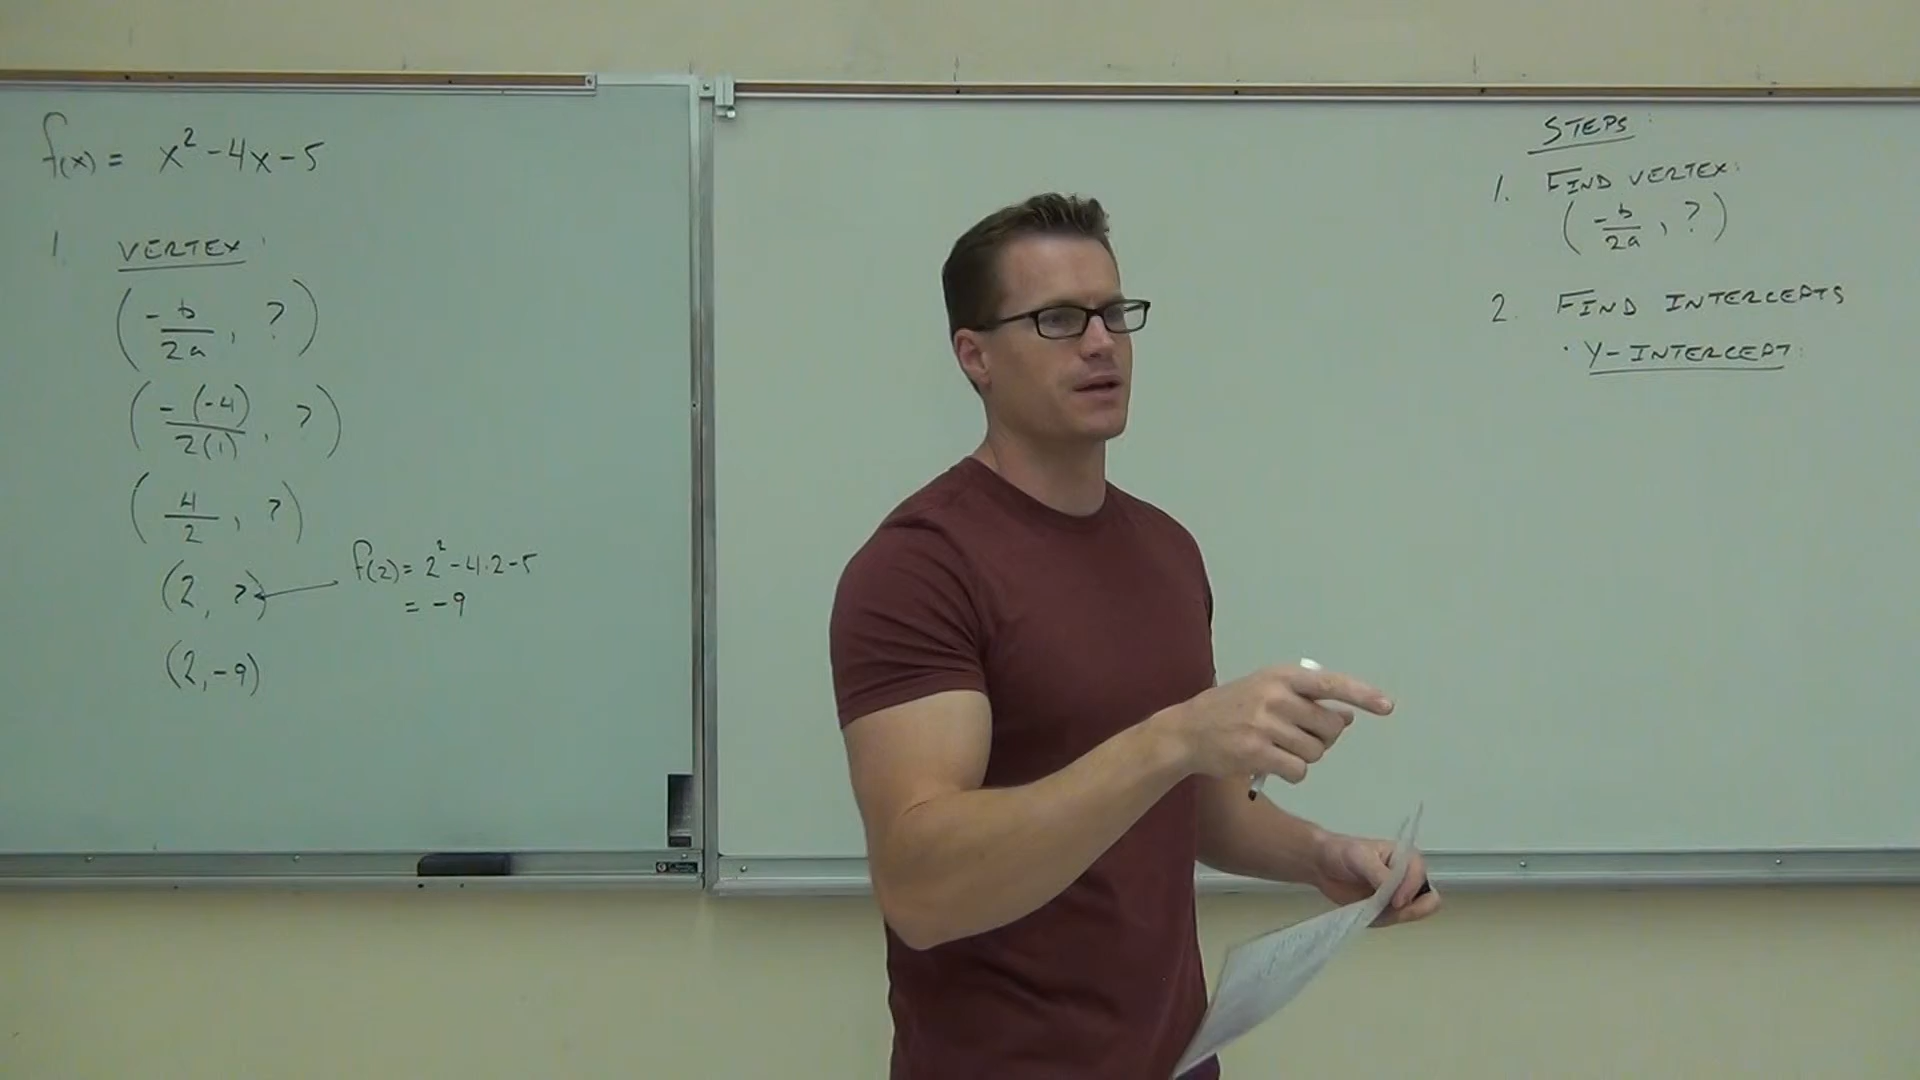 f(x) = x² - 4x - 5
1. VERTEX:
(-b/2a, ?)
(-(-4)/2(1), ?)
(4/2, ?)
(2, ?) ← f(2) = 2² - 4·2 - 5
= -9
(2, -9)
STEPS:
1. FIND VERTEX:
(-b/2a, ?)
2. FIND INTERCEPTS
· Y-INTERCEPT: